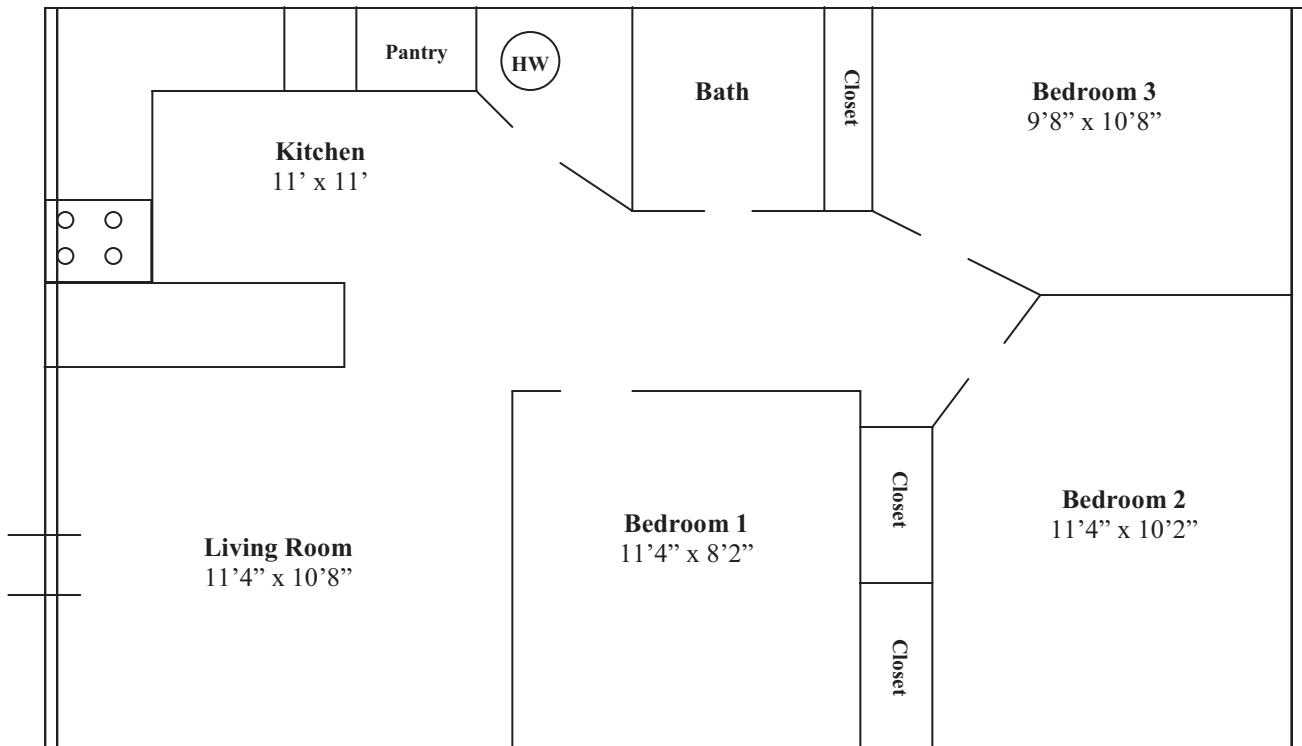 Pantry
HW
Bath
Closet
Bedroom 3
9’8” x 10’8”
Kitchen
11’ x 11’
Closet
Bedroom 2
11’4” x 10’2”
Bedroom 1
11’4” x 8’2”
Living Room
11’4” x 10’8”
Closet